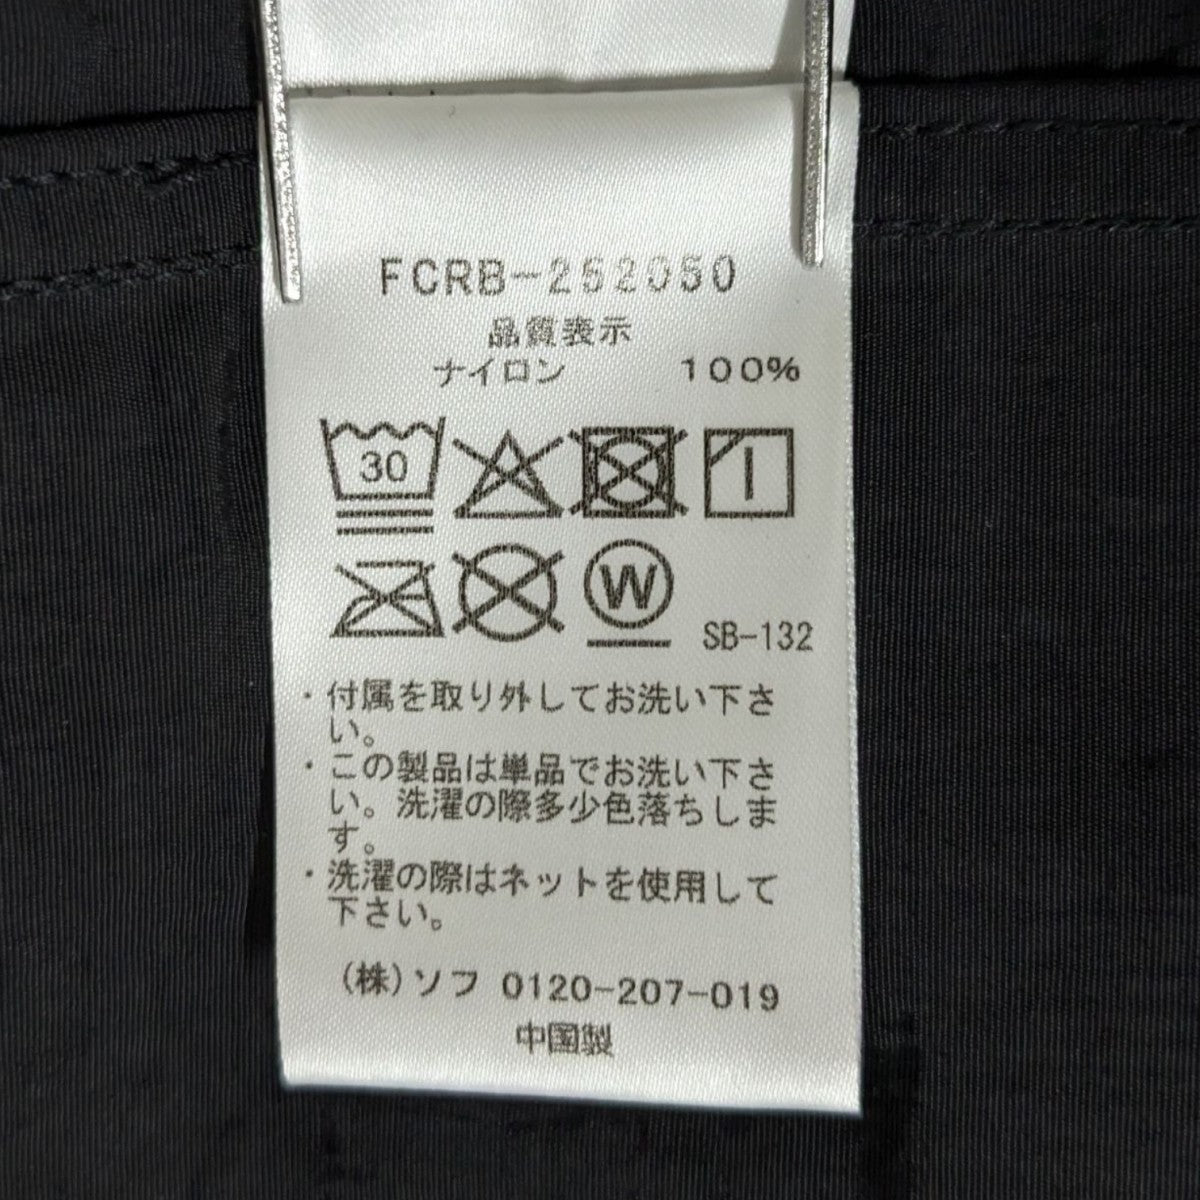 FCRB-252050
品質表示
ナイロン 100%
30
W
SB-132
・付属を取り外してお洗い下さ
い。
・この製品は単品でお洗い下さ
い。洗濯の際多少色落ちしま
す。
・洗濯の際はネットを使用して
下さい。
(株)ソフ 0120-207-019
中国製